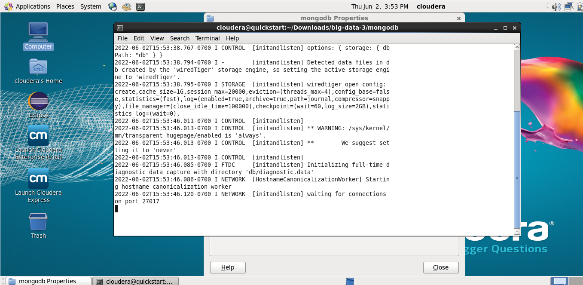 Applications Places System
Thu Jun 2, 3:53 PM cloudera
mongodb Properties
cloudera@quickstart:~/Downloads/big-data-3/mongodb
File Edit View Search Terminal Help
2022-06-02T15:53:38.767-0700 I CONTROL [initandlisten] options: { storage: { db
Path: "db" } }
2022-06-02T15:53:38.794-0700 I - [initandlisten] Detected data files in d
b created by the 'wiredTiger' storage engine, so setting the active storage engi
ne to 'wiredTiger'.
2022-06-02T15:53:38.795-0700 I STORAGE [initandlisten] wiredtiger_open config:
create,cache_size=1G,session_max=20000,eviction=(threads_max=4),config_base=fals
e,statistics=(fast),log=(enabled=true,archive=true,path=journal,compressor=snapp
y),file_manager=(close_idle_time=100000),checkpoint=(wait=60,log_size=2GB),stati
stics_log=(wait=0),
2022-06-02T15:53:46.011-0700 I CONTROL [initandlisten]
2022-06-02T15:53:46.013-0700 I CONTROL [initandlisten] ** WARNING: /sys/kernel/
mm/transparent_hugepage/enabled is 'always'.
2022-06-02T15:53:46.013-0700 I CONTROL [initandlisten] ** We suggest set
ting it to 'never'
2022-06-02T15:53:46.013-0700 I CONTROL [initandlisten]
2022-06-02T15:53:46.085-0700 I FTDC [initandlisten] Initializing full-time d
iagnostic data capture with directory 'db/diagnostic.data'
2022-06-02T15:53:46.086-0700 I NETWORK [HostnameCanonicalizationWorker] Startin
g hostname canonicalization worker
2022-06-02T15:53:46.120-0700 I NETWORK [initandlisten] waiting for connections
on port 27017
Computer
cloudera's Home
Eclipse
Launch Cloudera
Express
Trash
era
gger Questions
Help
Close
mongodb Properties
cloudera@quickstart:...